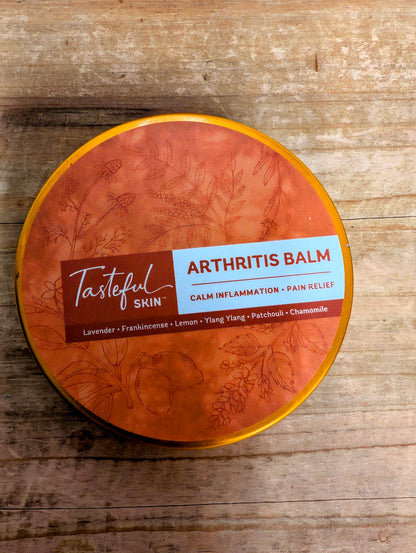 Tasteful
SKIN™
ARTHRITIS BALM
CALM INFLAMMATION • PAIN RELIEF
Lavender • Frankincense • Lemon • Ylang Ylang • Patchouli • Chamomile